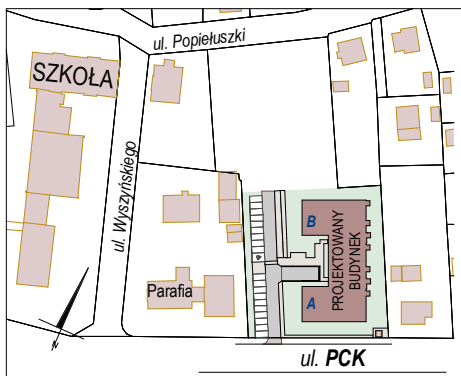 ul. Popiełuszki
SZKOŁA
ul. Wyszyńskiego
B
PROJEKTOWANY
BUDYNEK
A
Parafia
N
ul. PCK